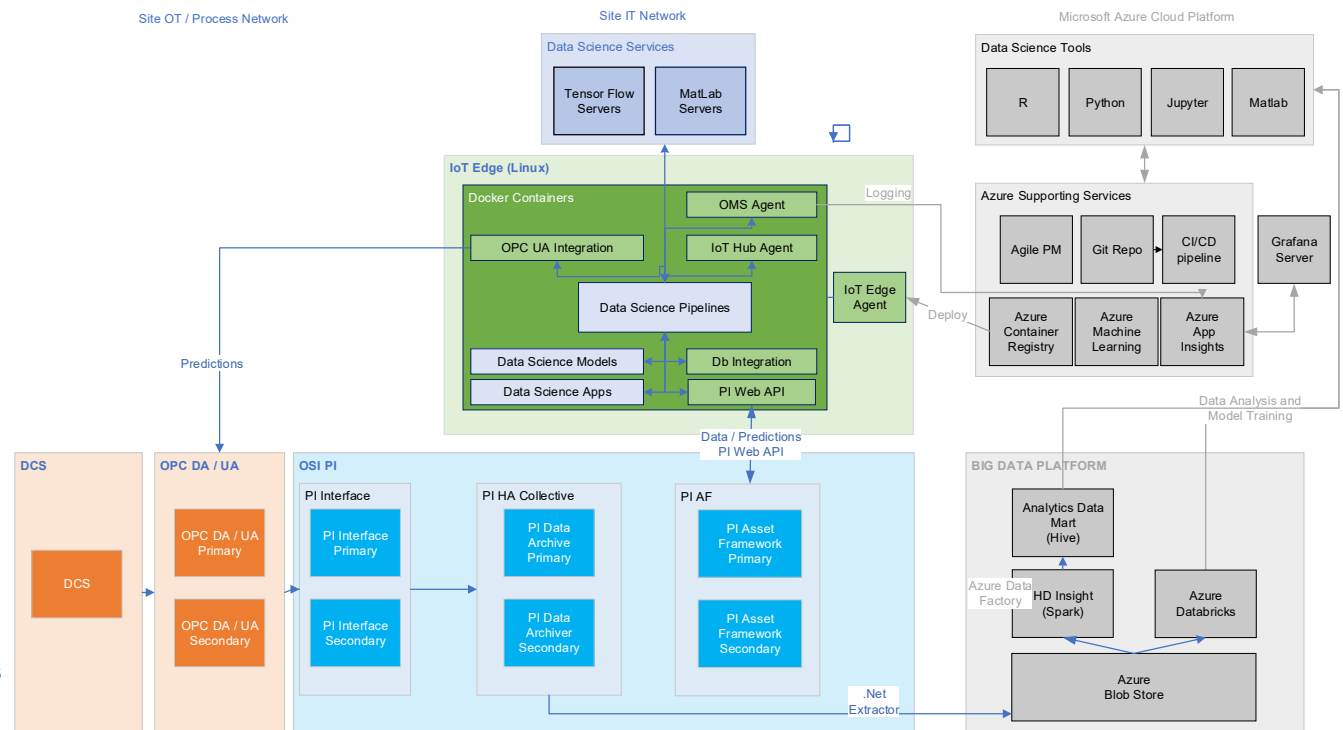 Site OT / Process Network
Site IT Network
Microsoft Azure Cloud Platform
Data Science Services
Tensor Flow
Servers
MatLab
Servers
Data Science Tools
R
Python
Jupyter
Matlab
IoT Edge (Linux)
Docker Containers
OMS Agent
OPC UA Integration
IoT Hub Agent
Data Science Pipelines
IoT Edge
Agent
Data Science Models
Db Integration
Data Science Apps
PI Web API
Logging
Deploy
Azure Supporting Services
Agile PM
Git Repo
CI/CD
pipeline
Grafana
Server
Azure
Container
Registry
Azure
Machine
Learning
Azure
App
Insights
Predictions
Data / Predictions
PI Web API
Data Analysis and
Model Training
DCS
DCS
OPC DA / UA
OPC DA / UA
Primary
OPC DA / UA
Secondary
OSI PI
PI Interface
PI Interface
Primary
PI Interface
Secondary
PI HA Collective
PI Data
Archive
Primary
PI Data
Archiver
Secondary
PI AF
PI Asset
Framework
Primary
PI Asset
Framework
Secondary
.Net
Extractor
BIG DATA PLATFORM
Analytics Data
Mart
(Hive)
Azure Data
Factory
HD Insight
(Spark)
Azure
Databricks
Azure
Blob Store